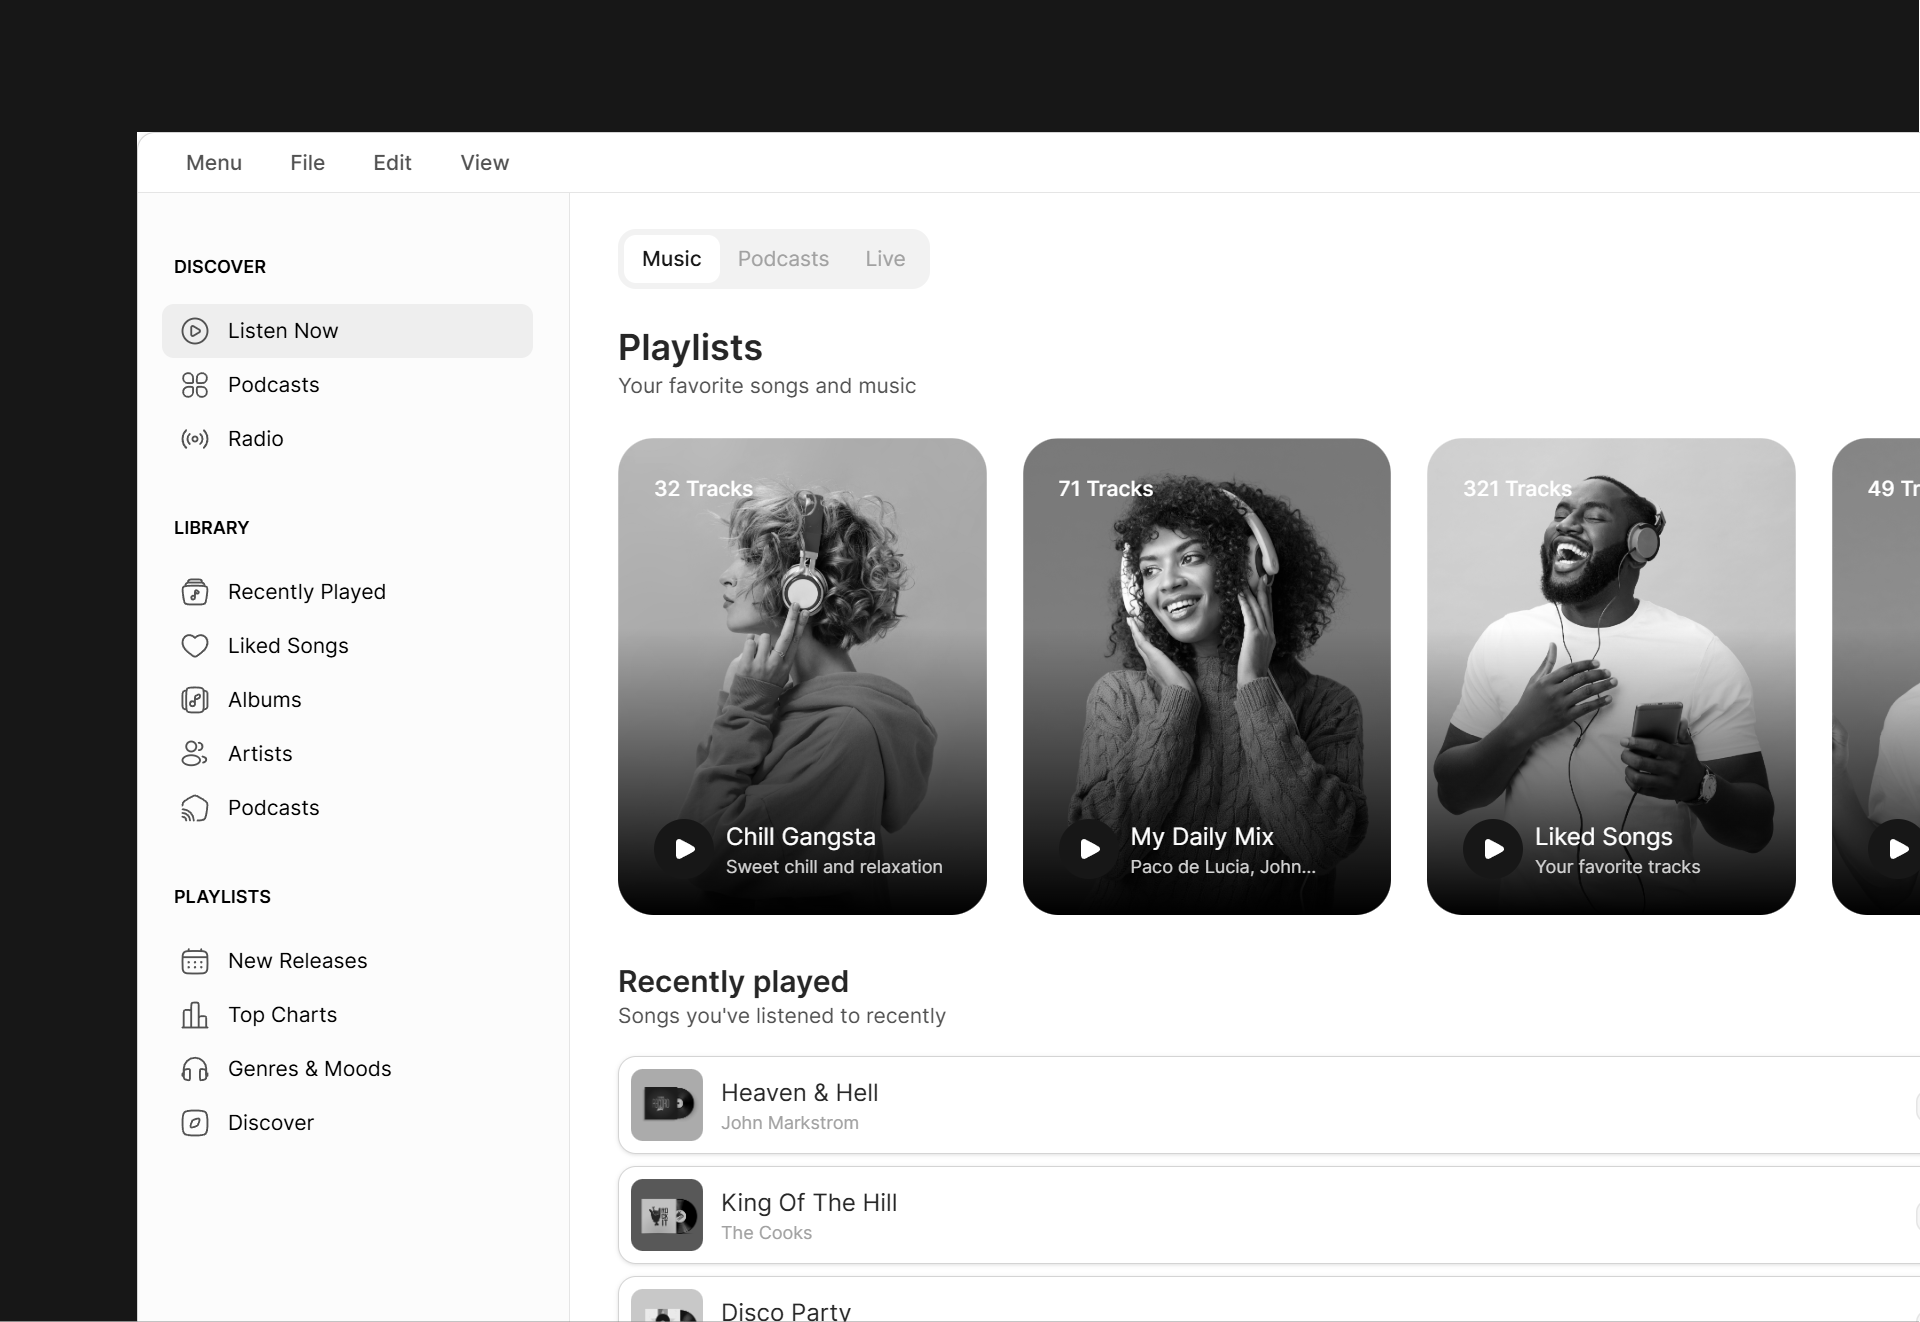 Menu File Edit View
DISCOVER
Listen Now
Podcasts
Radio
LIBRARY
Recently Played
Liked Songs
Albums
Artists
Podcasts
PLAYLISTS
New Releases
Top Charts
Genres & Moods
Discover
Music Podcasts Live
Playlists
Your favorite songs and music
32 Tracks
Chill Gangsta
Sweet chill and relaxation
71 Tracks
My Daily Mix
Paco de Lucia, John...
321 Tracks
Liked Songs
Your favorite tracks
49 Tr
Recently played
Songs you've listened to recently
Heaven & Hell
John Markstrom
King Of The Hill
The Cooks
Disco Party